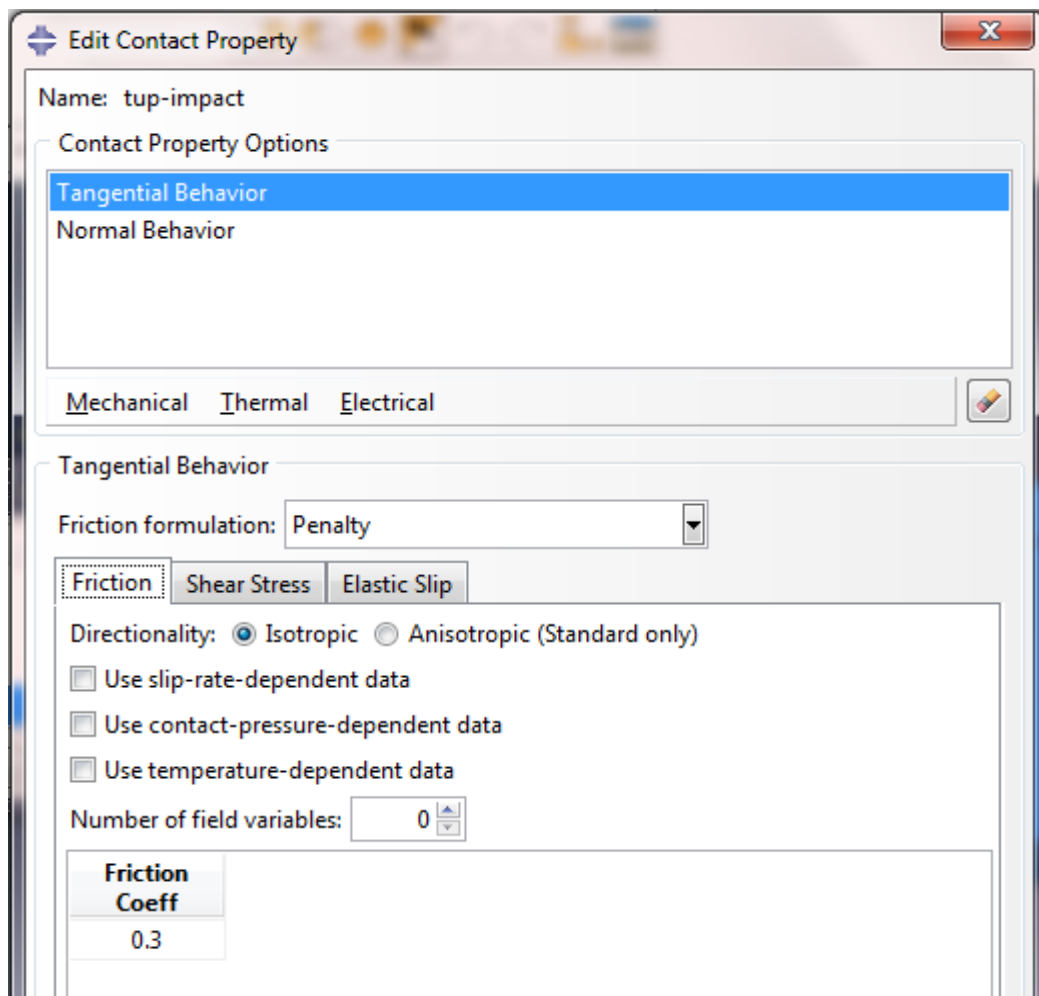 Edit Contact Property
Name: tup-impact
Contact Property Options
Tangential Behavior
Normal Behavior
Mechanical Thermal Electrical
Tangential Behavior
Friction formulation: Penalty
Friction Shear Stress Elastic Slip
Directionality: Isotropic Anisotropic (Standard only)
Use slip-rate-dependent data
Use contact-pressure-dependent data
Use temperature-dependent data
Number of field variables: 0
Friction
Coeff
0.3